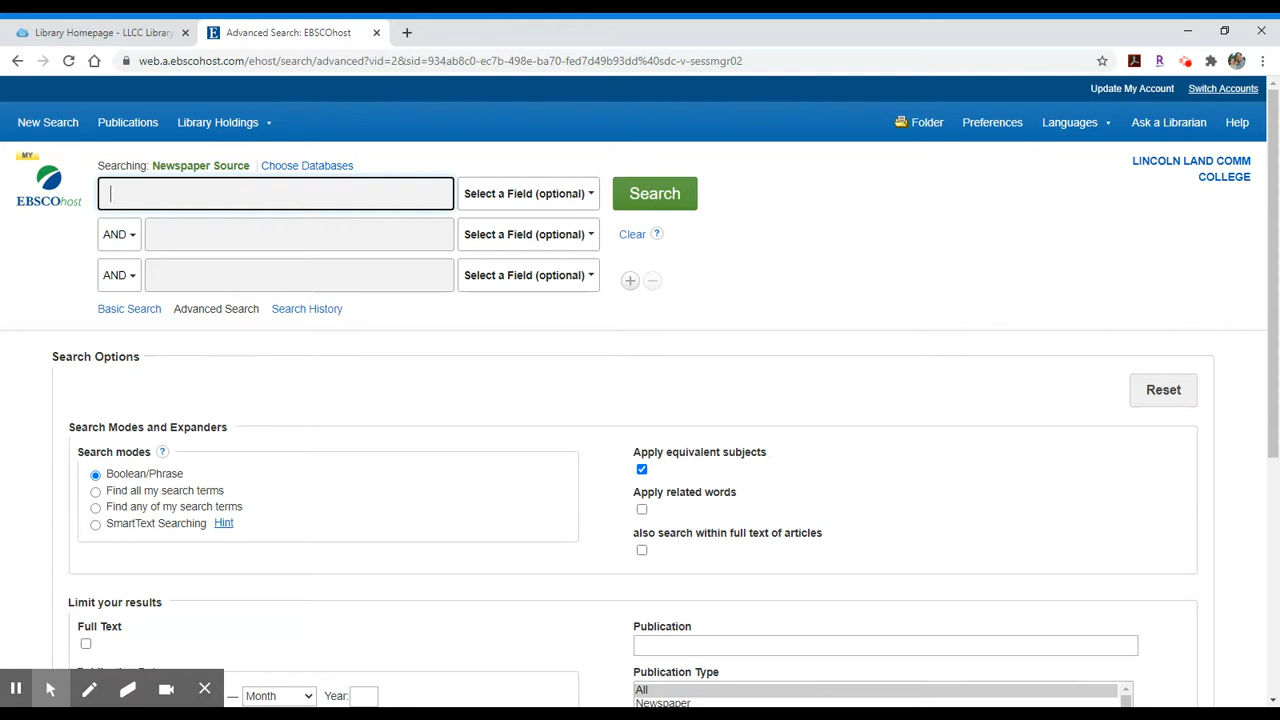 Library Homepage - LLCC Library
Advanced Search: EBSCOhost
web.a.ebscohost.com/ehost/search/advanced?vid=2&sid=93fab8c0-dc7b-498e-ba70-fed7d49b93dd%40sdc-v-sessmgr02
Update My Account Switch Accounts
New Search Publications Library Holdings Folder Preferences Languages Ask a Librarian Help
MY
EBSCOhost
Searching: Newspaper Source Choose Databases
LINCOLN LAND COMM
COLLEGE
Select a Field (optional) Search
AND Select a Field (optional) Clear ?
AND Select a Field (optional)
Basic Search Advanced Search Search History
Search Options
Reset
Search Modes and Expanders
Search modes ?
Boolean/Phrase
Find all my search terms
Find any of my search terms
SmartText Searching Hint
Apply equivalent subjects
Apply related words
also search within full text of articles
Limit your results
Full Text
Publication
Publication Type
All
Newspaper
— Month Year: